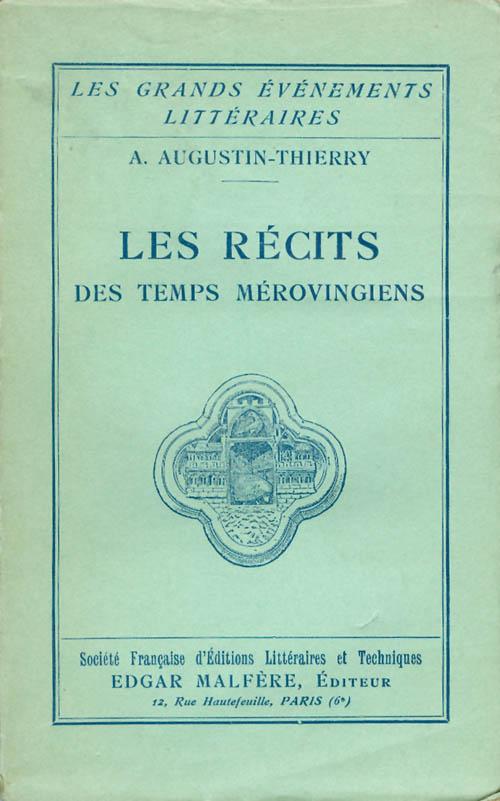 LES GRANDS ÉVÉNEMENTS
LITTÉRAIRES
A. AUGUSTIN-THIERRY
LES RÉCITS
DES TEMPS MÉROVINGIENS
Société Française d'Éditions Littéraires et Techniques
EDGAR MALFÈRE, ÉDITEUR
12, Rue Hautefeuille, PARIS (6e)